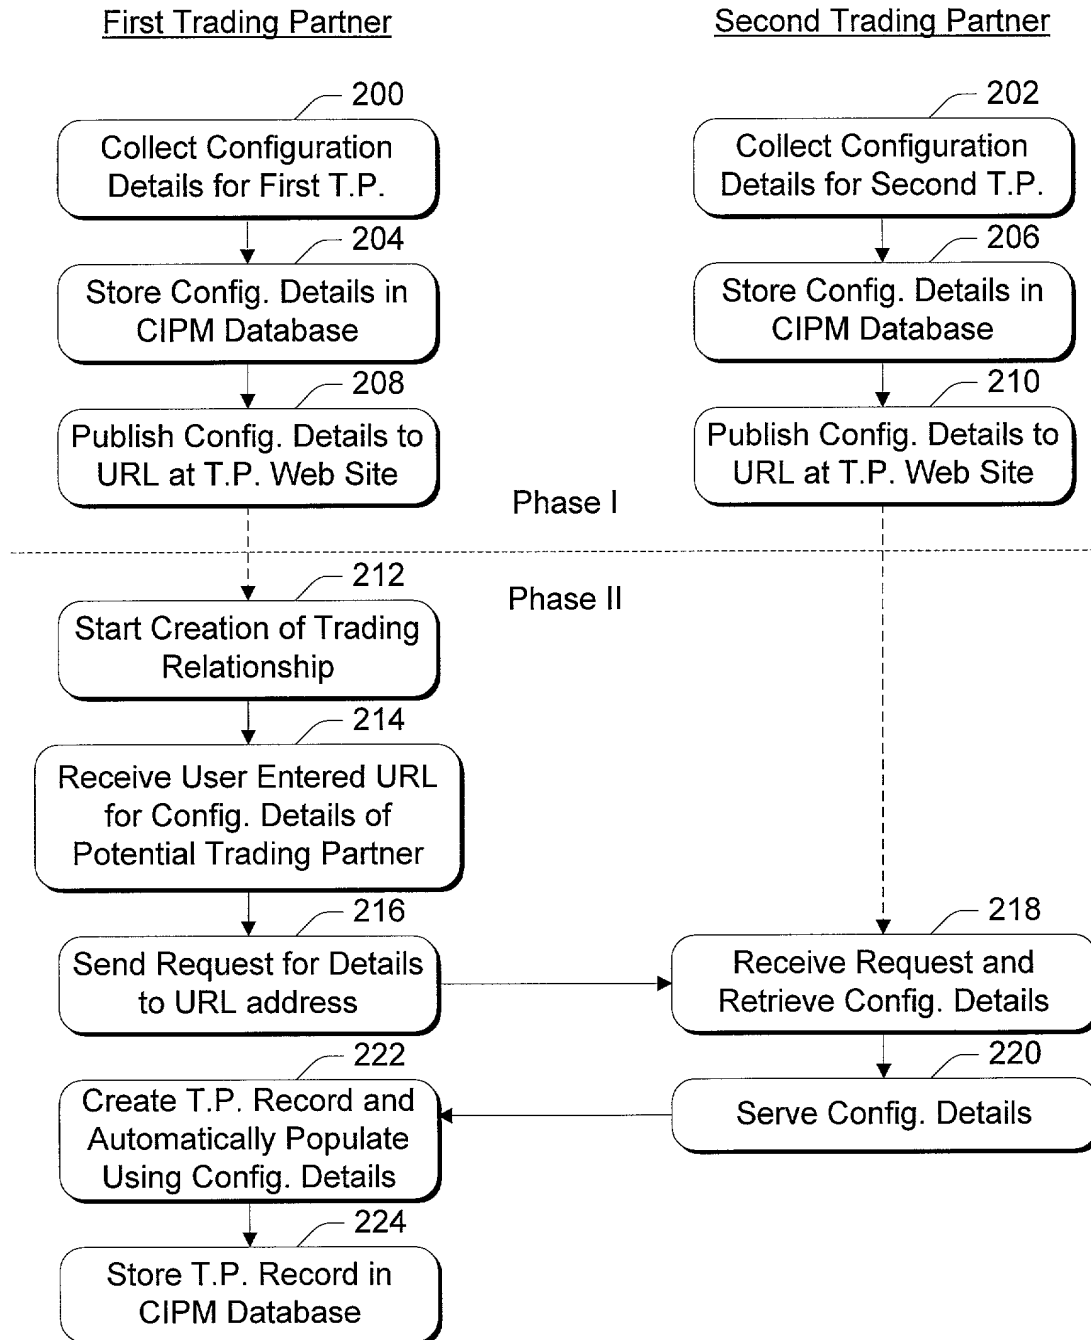 First Trading Partner
Second Trading Partner
200
Collect Configuration
Details for First T.P.
202
Collect Configuration
Details for Second T.P.
204
Store Config. Details in
CIPM Database
206
Store Config. Details in
CIPM Database
208
Publish Config. Details to
URL at T.P. Web Site
210
Publish Config. Details to
URL at T.P. Web Site
Phase I
Phase II
212
Start Creation of Trading
Relationship
214
Receive User Entered URL
for Config. Details of
Potential Trading Partner
216
Send Request for Details
to URL address
218
Receive Request and
Retrieve Config. Details
220
Serve Config. Details
222
Create T.P. Record and
Automatically Populate
Using Config. Details
224
Store T.P. Record in
CIPM Database